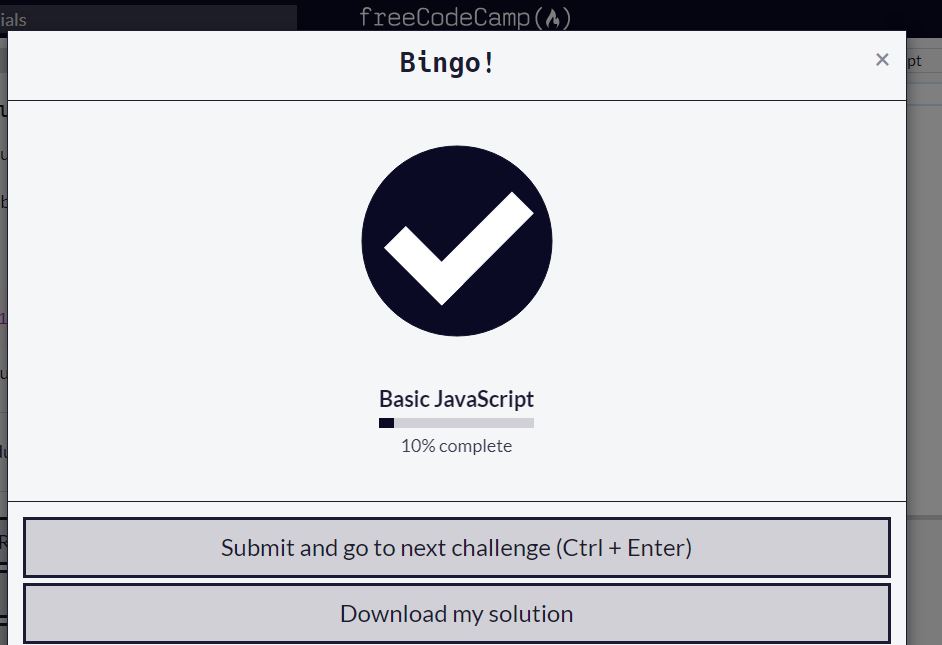 ials
freeCodeCamp(🔥)
Bingo!
×
pt
Basic JavaScript
10% complete
Submit and go to next challenge (Ctrl + Enter)
Download my solution